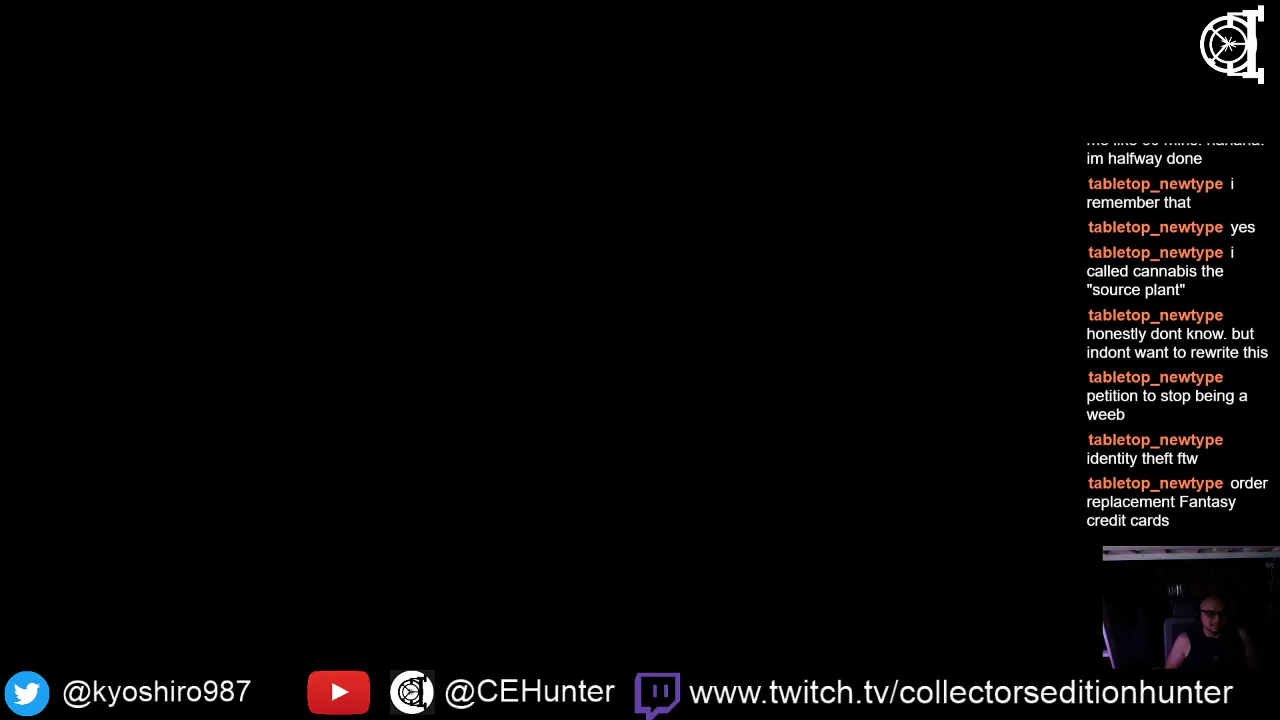 im halfway done
tabletop_newtype i
remember that
tabletop_newtype yes
tabletop_newtype i
called cannabis the
"source plant"
tabletop_newtype
honestly dont know. but
indont want to rewrite this
tabletop_newtype
petition to stop being a
weeb
tabletop_newtype
identity theft ftw
tabletop_newtype order
replacement Fantasy
credit cards
@kyoshiro987 @CEHunter www.twitch.tv/collectorseditionhunter